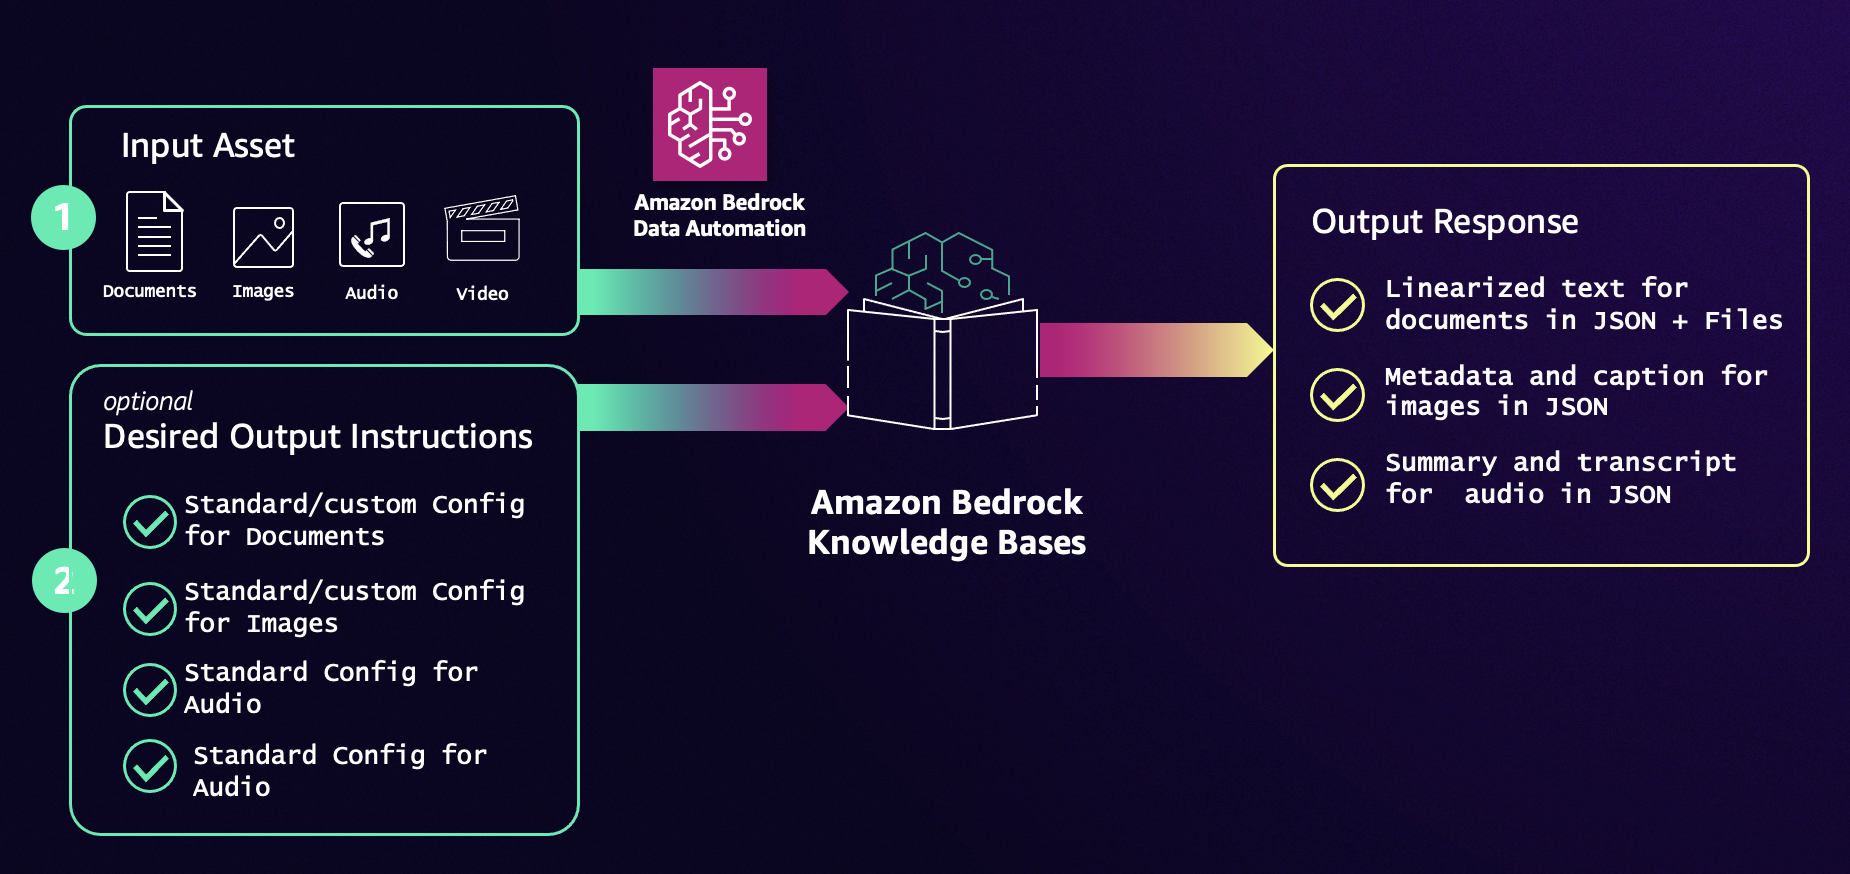 1
Input Asset
Documents
Images
Audio
Video
Amazon Bedrock
Data Automation
2
optional
Desired Output Instructions
Standard/custom Config
for Documents
Standard/custom Config
for Images
Standard Config for
Audio
Standard Config for
Audio
Amazon Bedrock
Knowledge Bases
Output Response
Linearized text for
documents in JSON + Files
Metadata and caption for
images in JSON
Summary and transcript
for  audio in JSON